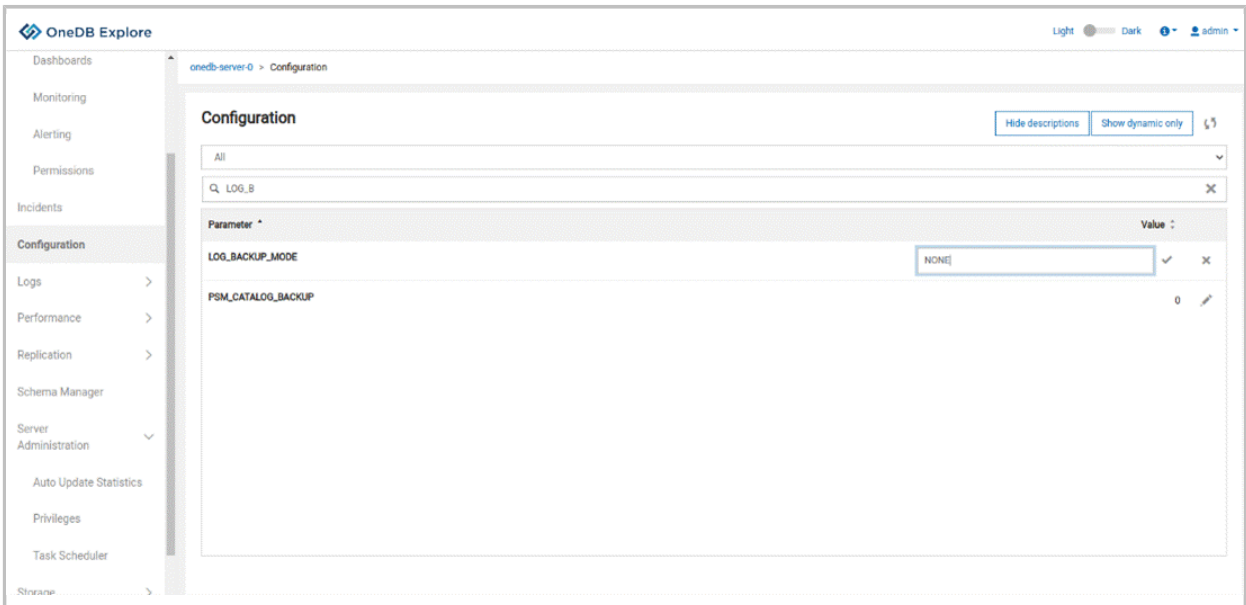 OneDB Explore
Light Dark admin
Dashboards
Monitoring
Alerting
Permissions
Incidents
Configuration
Logs
Performance
Replication
Schema Manager
Server
Administration
Auto Update Statistics
Privileges
Task Scheduler
Storage
onedb-server-0 > Configuration
Configuration
Hide descriptions Show dynamic only
All
LOG_B
Parameter Value
LOG_BACKUP_MODE NONE
PSM_CATALOG_BACKUP 0